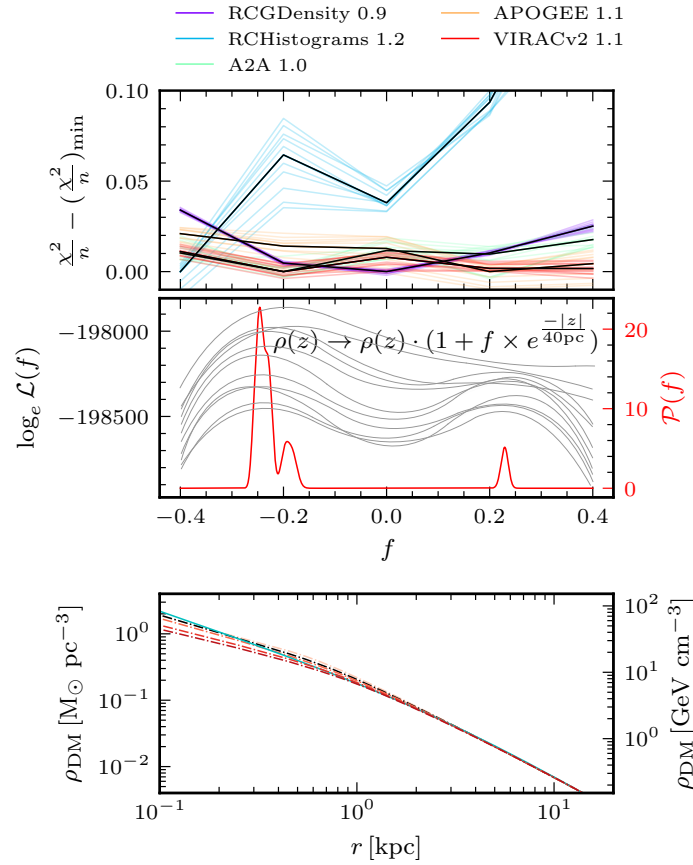 RCGDensity 0.9
RCHistograms 1.2
A2A 1.0
APOGEE 1.1
VIRACv2 1.1
0.10
0.05
0.00
χ²/n − (χ²/n)min
−198000
−198500
logₑ ℒ(f)
ρ(z) → ρ(z) · (1 + f × e^(−|z|/40pc))
20
10
0
𝒫(f)
−0.4 −0.2 0.0 0.2 0.4
f
10⁰
10⁻¹
10⁻²
ρDM [M⊙ pc⁻³]
10²
10¹
10⁰
ρDM [GeV cm⁻³]
10⁻¹ 10⁰ 10¹
r [kpc]